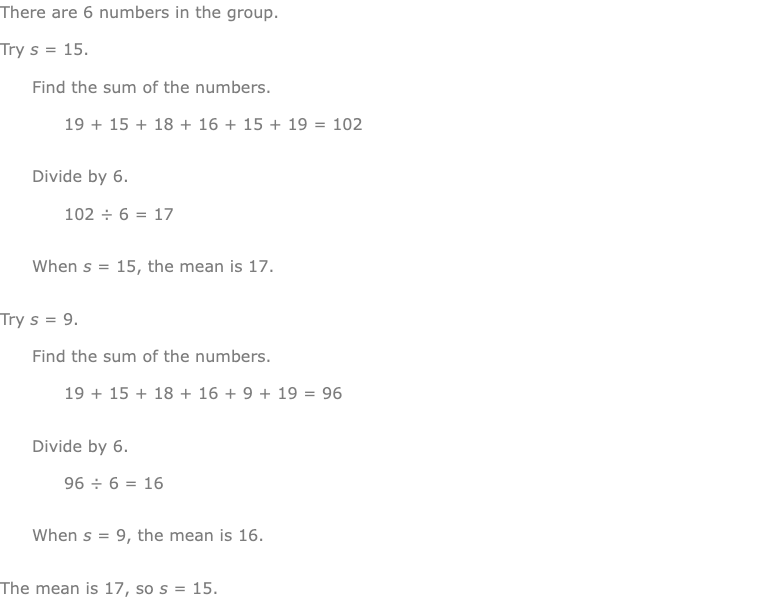 There are 6 numbers in the group.
Try s = 15.
Find the sum of the numbers.
19 + 15 + 18 + 16 + 15 + 19 = 102
Divide by 6.
102 ÷ 6 = 17
When s = 15, the mean is 17.
Try s = 9.
Find the sum of the numbers.
19 + 15 + 18 + 16 + 9 + 19 = 96
Divide by 6.
96 ÷ 6 = 16
When s = 9, the mean is 16.
The mean is 17, so s = 15.